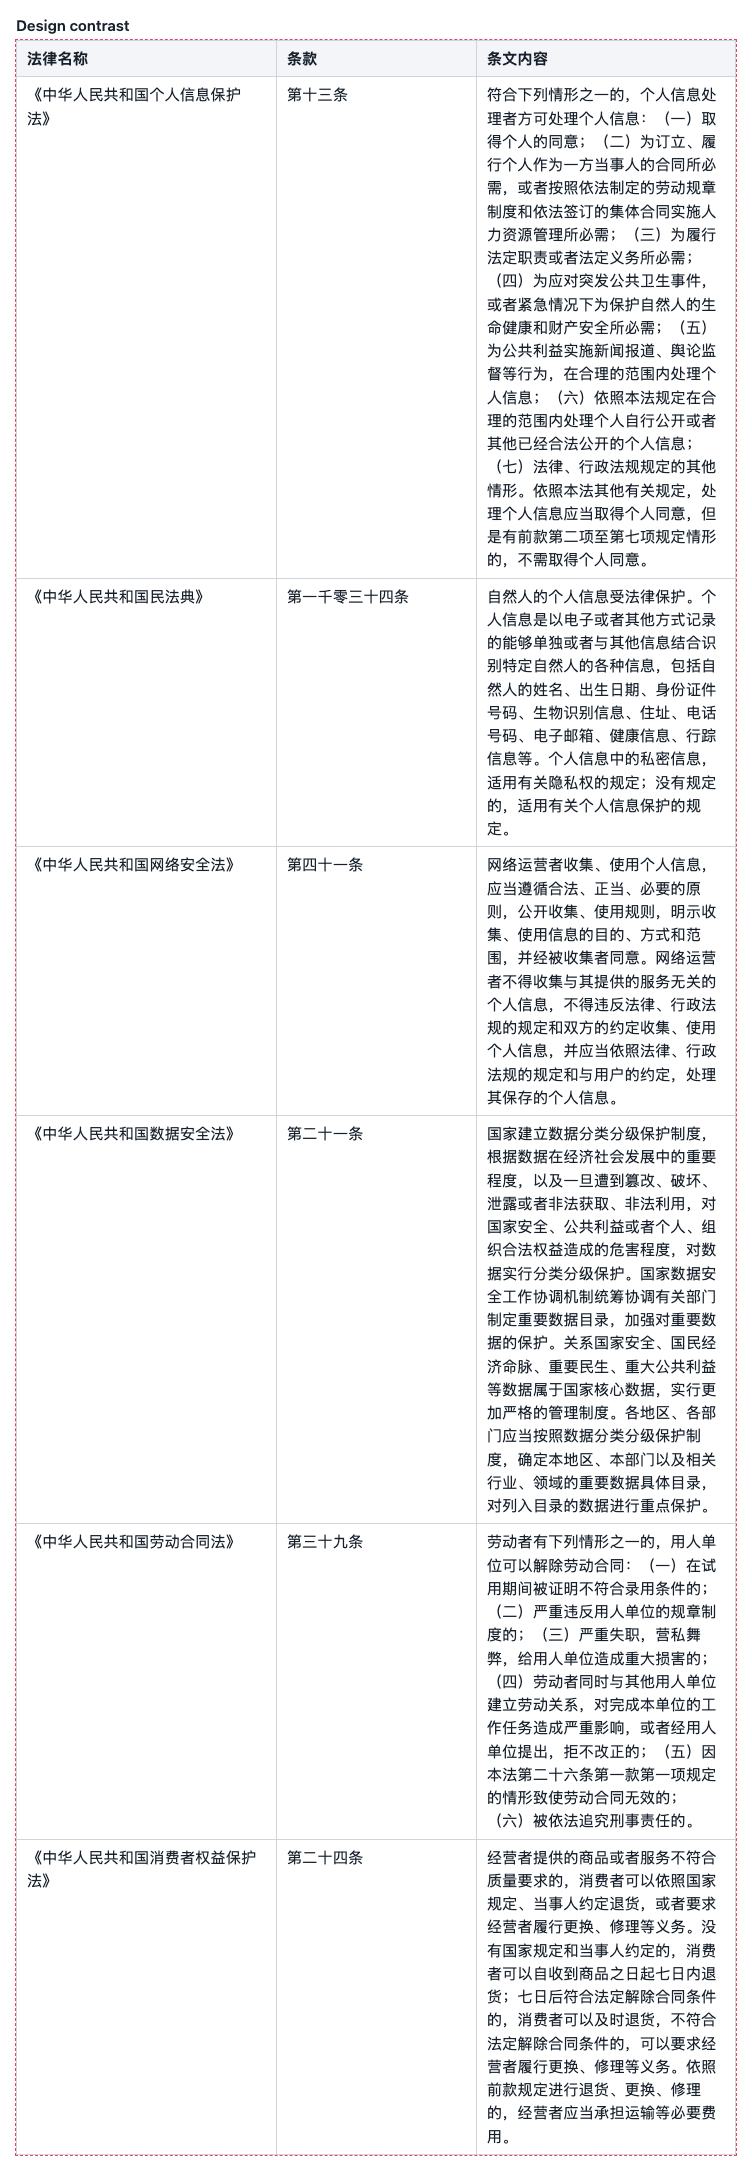 Design contrast
法律名称 条款 条文内容
《中华人民共和国个人信息保护
法》
第十三条
符合下列情形之一的，个人信息处
理者方可处理个人信息：（一）取
得个人的同意；（二）为订立、履
行个人作为一方当事人的合同所必
需，或者按照依法制定的劳动规章
制度和依法签订的集体合同实施人
力资源管理所必需；（三）为履行
法定职责或者法定义务所必需；
（四）为应对突发公共卫生事件，
或者紧急情况下为保护自然人的生
命健康和财产安全所必需；（五）
为公共利益实施新闻报道、舆论监
督等行为，在合理的范围内处理个
人信息；（六）依照本法规定在合
理的范围内处理个人自行公开或者
其他已经合法公开的个人信息；
（七）法律、行政法规规定的其他
情形。依照本法其他有关规定，处
理个人信息应当取得个人同意，但
是有前款第二项至第七项规定情形
的，不需取得个人同意。
《中华人民共和国民法典》
第一千零三十四条
自然人的个人信息受法律保护。个
人信息是以电子或者其他方式记录
的能够单独或者与其他信息结合识
别特定自然人的各种信息，包括自
然人的姓名、出生日期、身份证件
号码、生物识别信息、住址、电话
号码、电子邮箱、健康信息、行踪
信息等。个人信息中的私密信息，
适用有关隐私权的规定；没有规定
的，适用有关个人信息保护的规
定。
《中华人民共和国网络安全法》
第四十一条
网络运营者收集、使用个人信息，
应当遵循合法、正当、必要的原
则，公开收集、使用规则，明示收
集、使用信息的目的、方式和范
围，并经被收集者同意。网络运营
者不得收集与其提供的服务无关的
个人信息，不得违反法律、行政法
规的规定和双方的约定收集、使用
个人信息，并应当依照法律、行政
法规的规定和与用户的约定，处理
其保存的个人信息。
《中华人民共和国数据安全法》
第二十一条
国家建立数据分类分级保护制度，
根据数据在经济社会发展中的重要
程度，以及一旦遭到篡改、破坏、
泄露或者非法获取、非法利用，对
国家安全、公共利益或者个人、组
织合法权益造成的危害程度，对数
据实行分类分级保护。国家数据安
全工作协调机制统筹协调有关部门
制定重要数据目录，加强对重要数
据的保护。关系国家安全、国民经
济命脉、重要民生、重大公共利益
等数据属于国家核心数据，实行更
加严格的管理制度。各地区、各部
门应当按照数据分类分级保护制
度，确定本地区、本部门以及相关
行业、领域的重要数据具体目录，
对列入目录的数据进行重点保护。
《中华人民共和国劳动合同法》
第三十九条
劳动者有下列情形之一的，用人单
位可以解除劳动合同：（一）在试
用期间被证明不符合录用条件的；
（二）严重违反用人单位的规章制
度的；（三）严重失职，营私舞
弊，给用人单位造成重大损害的；
（四）劳动者同时与其他用人单位
建立劳动关系，对完成本单位的工
作任务造成严重影响，或者经用人
单位提出，拒不改正的；（五）因
本法第二十六条第一款第一项规定
的情形致使劳动合同无效的；
（六）被依法追究刑事责任的。
《中华人民共和国消费者权益保护
法》
第二十四条
经营者提供的商品或者服务不符合
质量要求的，消费者可以依照国家
规定、当事人约定退货，或者要求
经营者履行更换、修理等义务。没
有国家规定和当事人约定的，消费
者可以自收到商品之日起七日内退
货；七日后符合法定解除合同条件
的，消费者可以及时退货，不符合
法定解除合同条件的，可以要求经
营者履行更换、修理等义务。依照
前款规定进行退货、更换、修理
的，经营者应当承担运输等必要费
用。